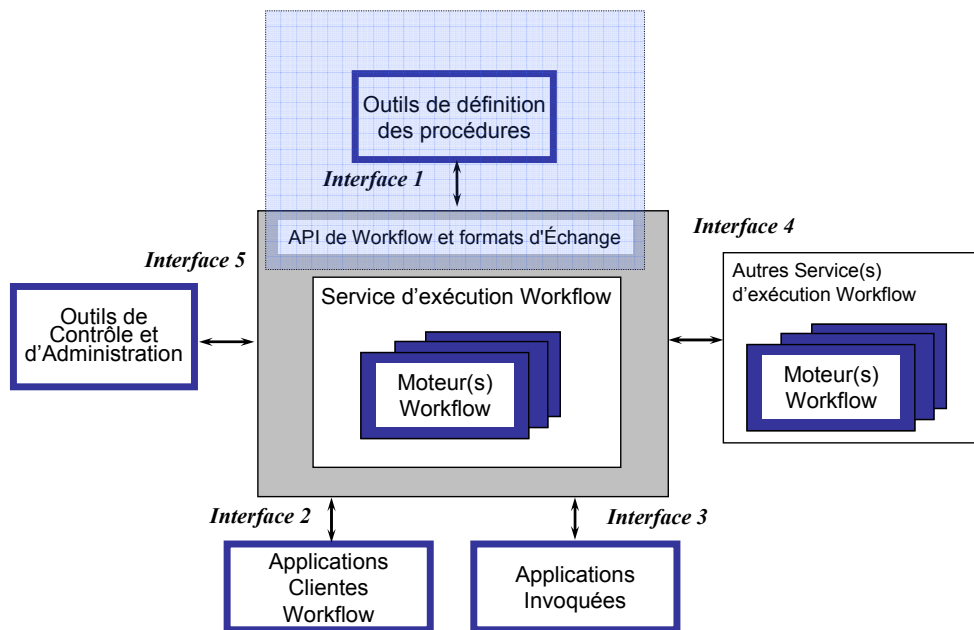 Outils de définition
des procédures
Interface 1
API de Workflow et formats d'Échange
Interface 4
Interface 5
Service d'exécution Workflow
Autres Service(s)
d'exécution Workflow
Outils de
Contrôle et
d'Administration
Moteur(s)
Workflow
Moteur(s)
Workflow
Interface 2
Interface 3
Applications
Clientes
Workflow
Applications
Invoquées